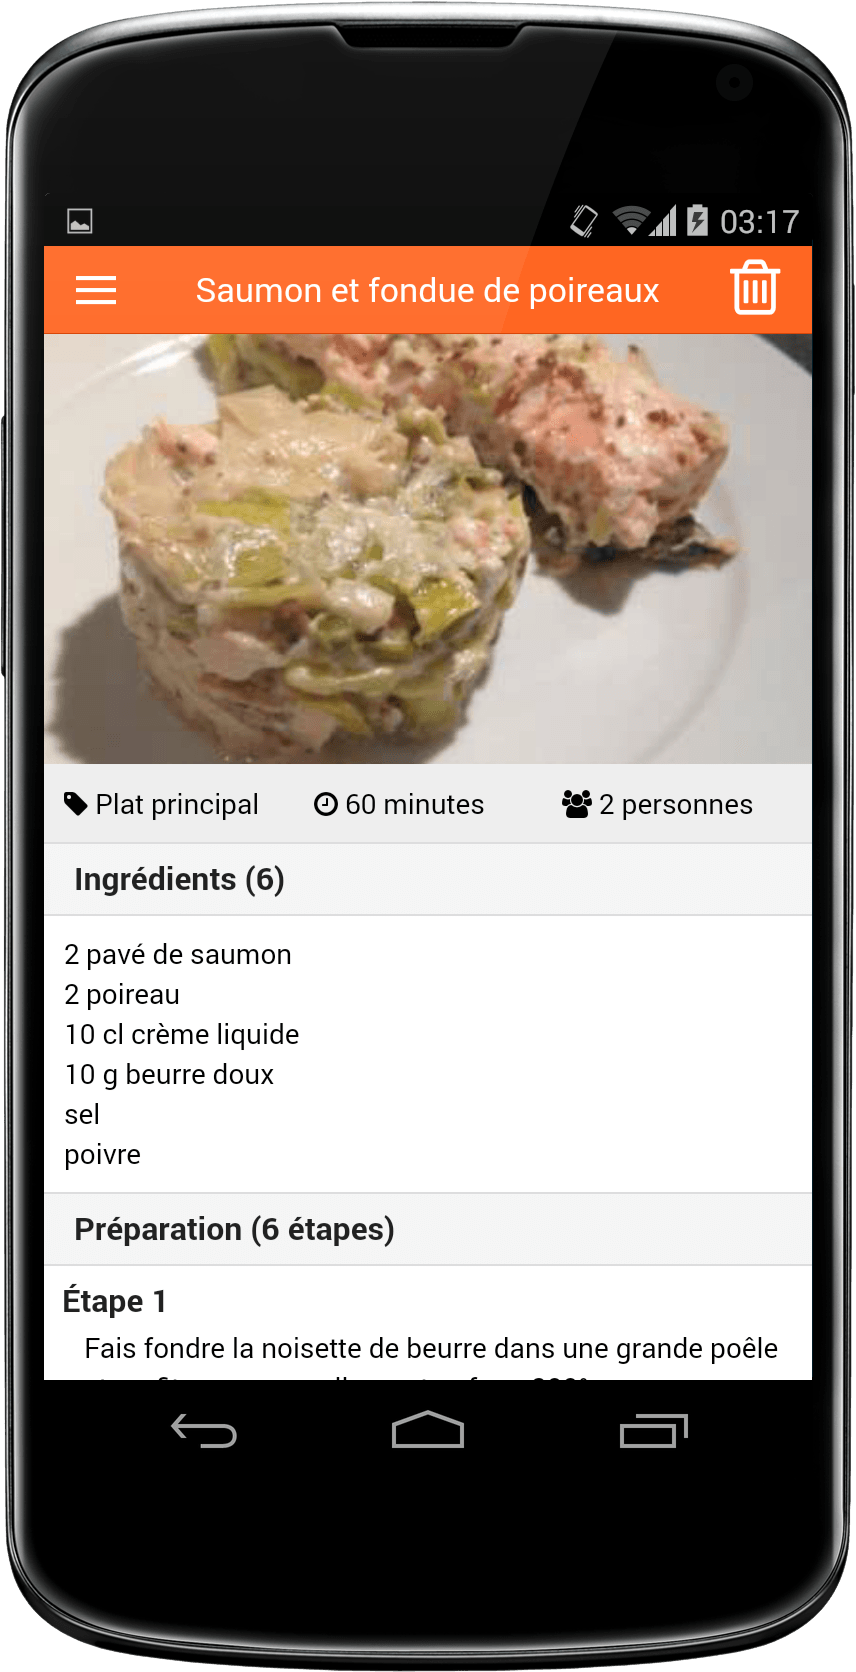 03:17
Saumon et fondue de poireaux
Plat principal 60 minutes 2 personnes
Ingrédients (6)
2 pavé de saumon
2 poireau
10 cl crème liquide
10 g beurre doux
sel
poivre
Préparation (6 étapes)
Étape 1
Fais fondre la noisette de beurre dans une grande poêle